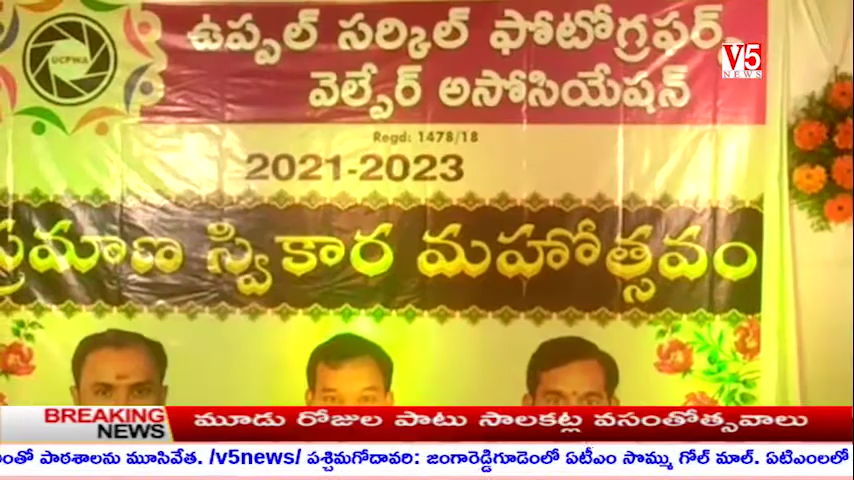 ఉప్పల్ సర్కిల్ ఫోటోగ్రాఫర్
వెల్ఫేర్ అసోసియేషన్
UCPWA
V5
NEWS
Regd: 1478/18
2021-2023
ప్రమాణ స్వికార మహోత్సవం
BREAKING
NEWS
మూడు రోజుల పాటు సాలకట్ల వసంతోత్సవాలు
పాఠశాలను మూసివేత. /v5news/ పశ్చిమగోదావరి: జంగారెడ్డిగూడెంలో ఏటీఎం సొమ్ము గోల్ మాల్. ఏటిఎంలలో